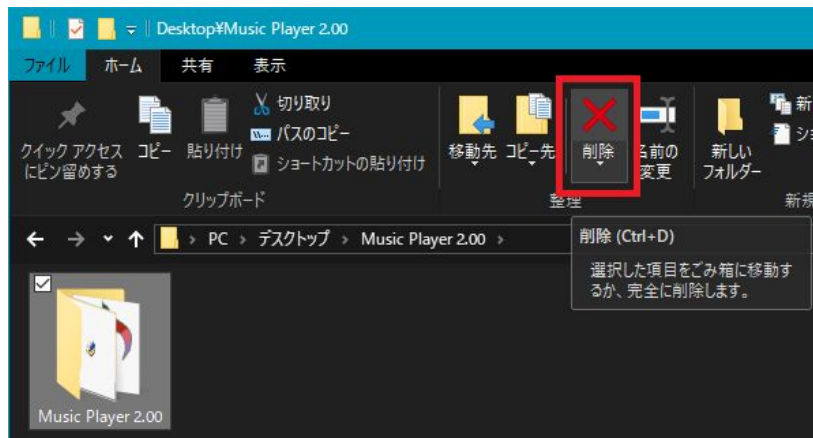 Desktop¥Music Player 2.00
ファイル ホーム 共有 表示
クイック アクセス
にピン留めする
コピー
貼り付け
切り取り
パスのコピー
ショートカットの貼り付け
クリップボード
移動先
コピー先
削除
名前の
変更
整理
新しい
フォルダー
新
ショ
新規
PC › デスクトップ › Music Player 2.00 ›
削除 (Ctrl+D)
選択した項目をごみ箱に移動す
るか、完全に削除します。
Music Player 2.00